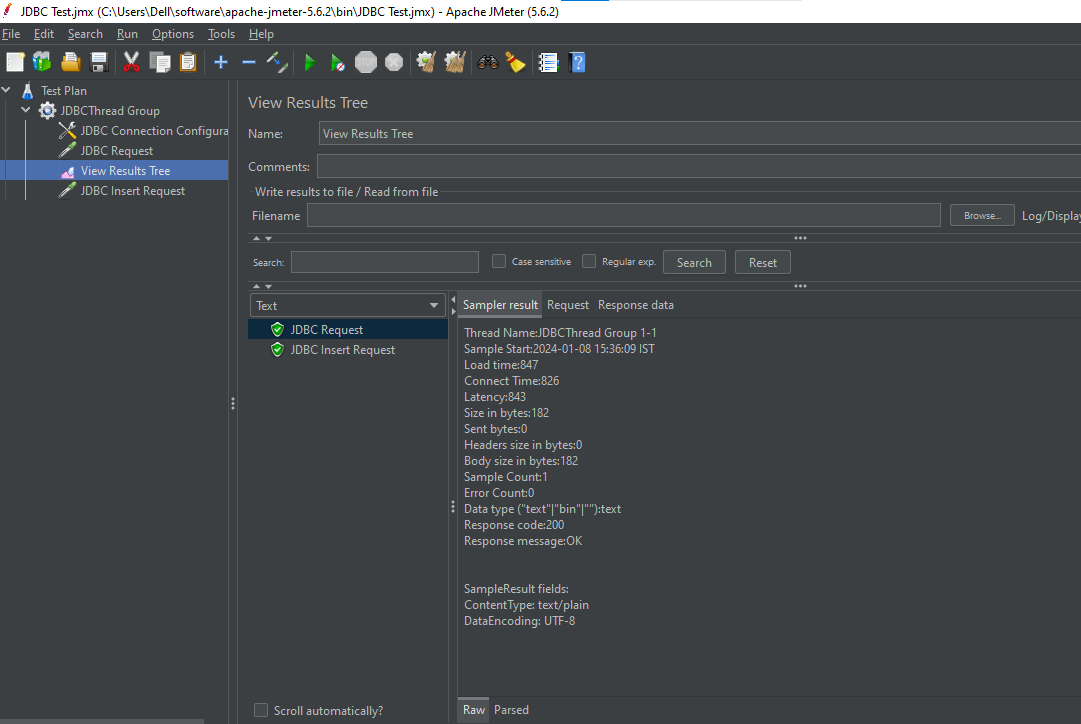 JDBC Test.jmx (C:\Users\Dell\software\apache-jmeter-5.6.2\bin\JDBC Test.jmx) - Apache JMeter (5.6.2)
File Edit Search Run Options Tools Help
STOP
Test Plan
JDBCThread Group
JDBC Connection Configura
JDBC Request
View Results Tree
JDBC Insert Request
View Results Tree
Name: View Results Tree
Comments:
Write results to file / Read from file
Filename Browse... Log/Display
Search: Case sensitive Regular exp. Search Reset
Text
JDBC Request
JDBC Insert Request
Scroll automatically?
Sampler result Request Response data
Thread Name:JDBCThread Group 1-1
Sample Start:2024-01-08 15:36:09 IST
Load time:847
Connect Time:826
Latency:843
Size in bytes:182
Sent bytes:0
Headers size in bytes:0
Body size in bytes:182
Sample Count:1
Error Count:0
Data type ("text"|"bin"|""):text
Response code:200
Response message:OK
SampleResult fields:
ContentType: text/plain
DataEncoding: UTF-8
Raw Parsed